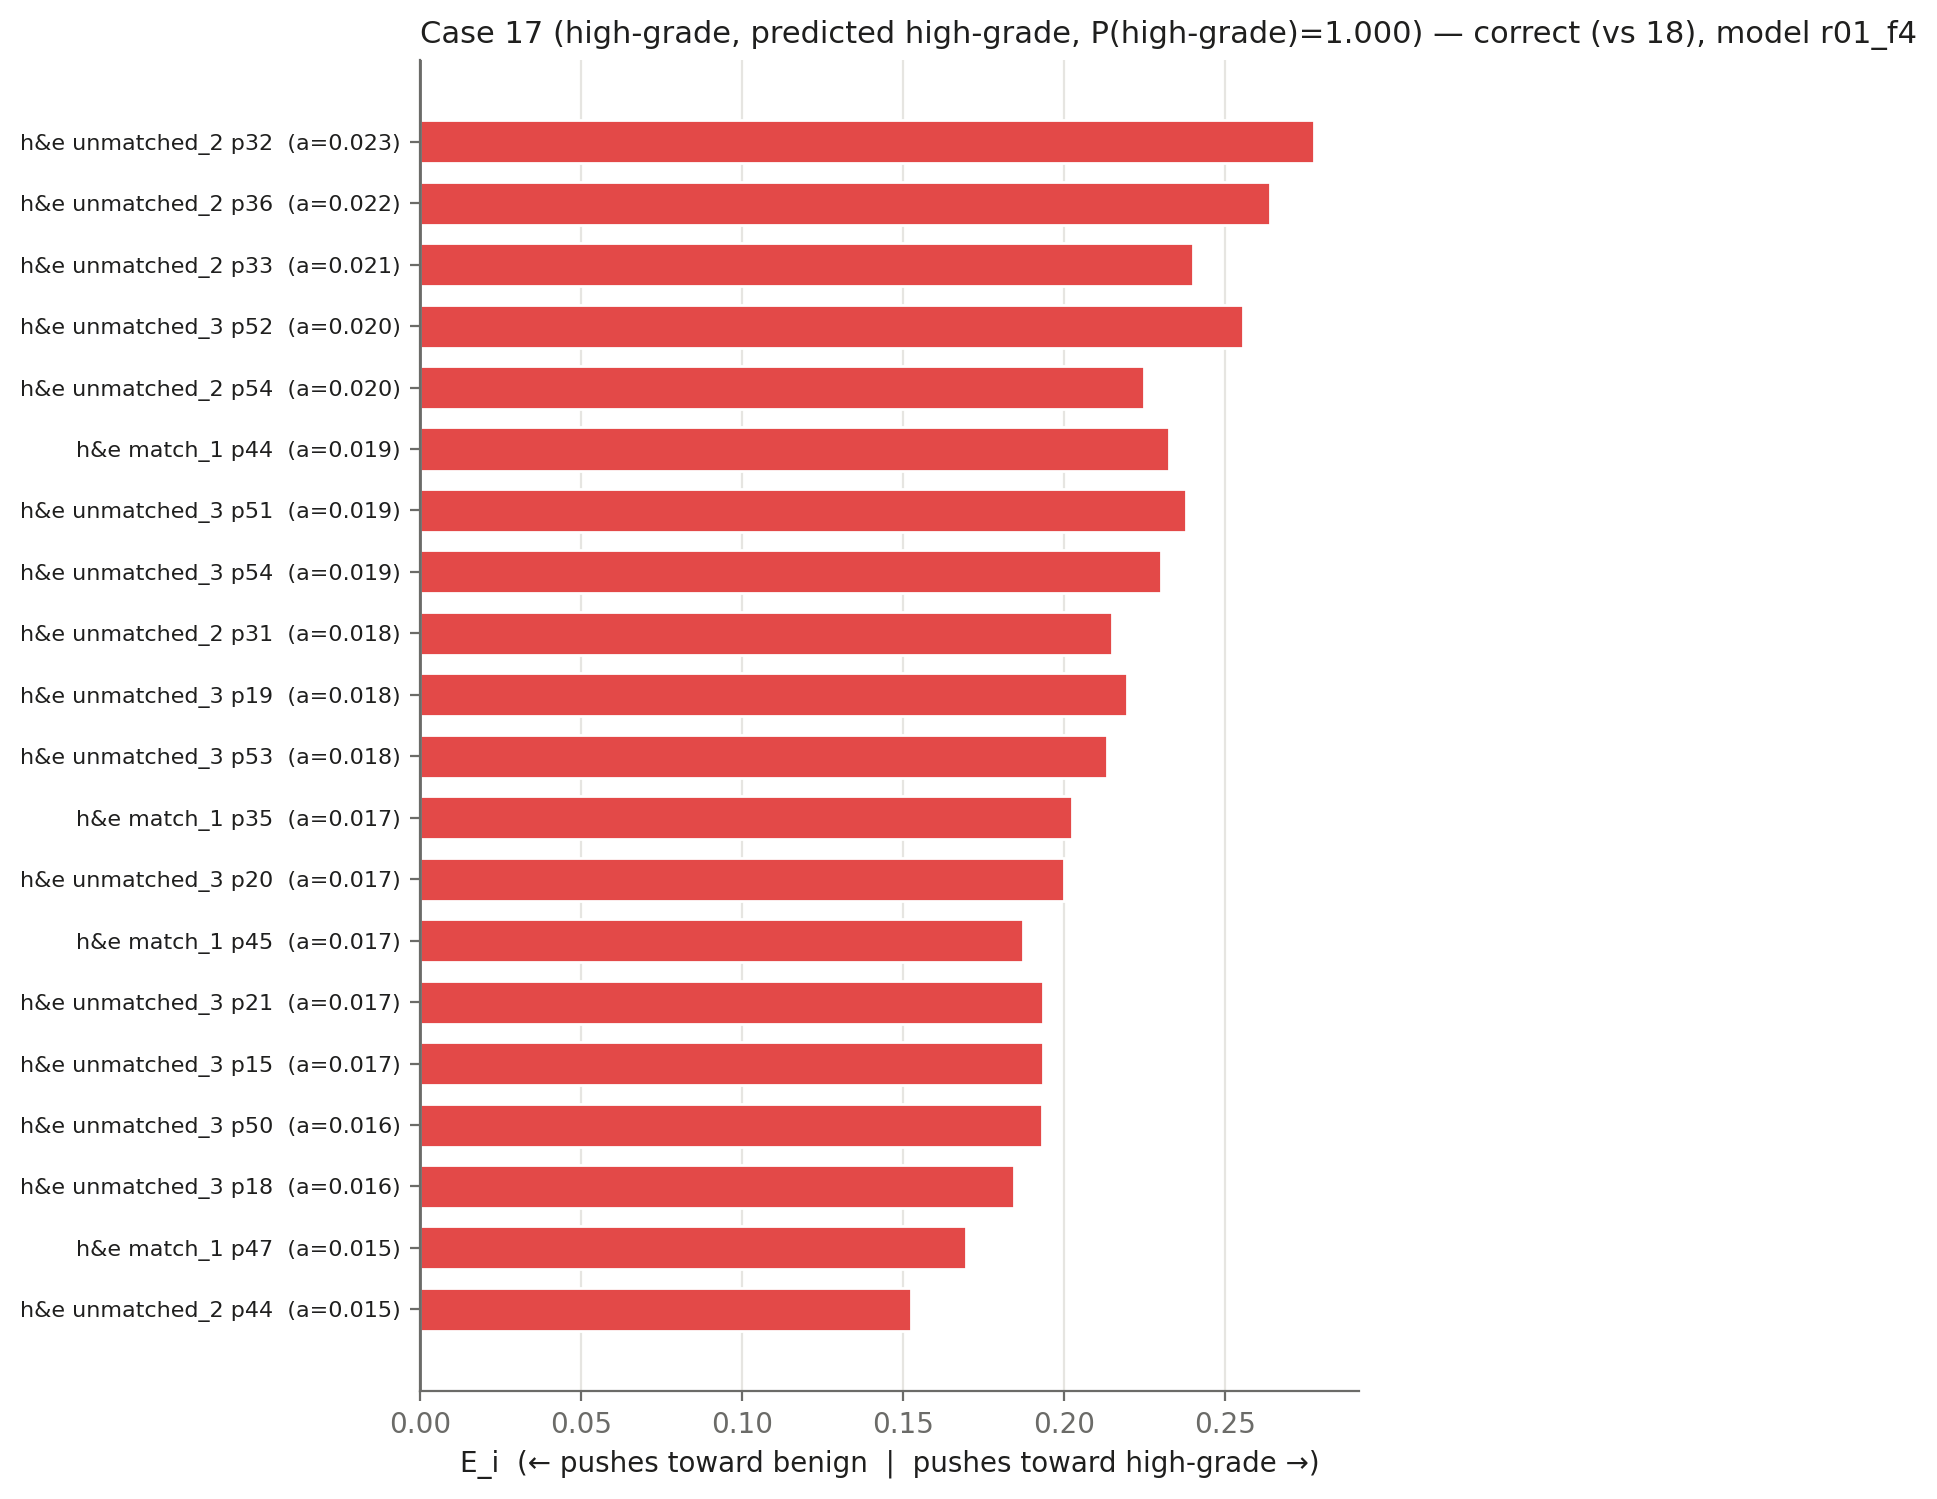 Case 17 (high-grade, predicted high-grade, P(high-grade)=1.000) — correct (vs 18), model r01_f4
h&e unmatched_2 p32 (a=0.023)
h&e unmatched_2 p36 (a=0.022)
h&e unmatched_2 p33 (a=0.021)
h&e unmatched_3 p52 (a=0.020)
h&e unmatched_2 p54 (a=0.020)
h&e match_1 p44 (a=0.019)
h&e unmatched_3 p51 (a=0.019)
h&e unmatched_3 p54 (a=0.019)
h&e unmatched_2 p31 (a=0.018)
h&e unmatched_3 p19 (a=0.018)
h&e unmatched_3 p53 (a=0.018)
h&e match_1 p35 (a=0.017)
h&e unmatched_3 p20 (a=0.017)
h&e match_1 p45 (a=0.017)
h&e unmatched_3 p21 (a=0.017)
h&e unmatched_3 p15 (a=0.017)
h&e unmatched_3 p50 (a=0.016)
h&e unmatched_3 p18 (a=0.016)
h&e match_1 p47 (a=0.015)
h&e unmatched_2 p44 (a=0.015)
0.00 0.05 0.10 0.15 0.20 0.25
E_i (← pushes toward benign | pushes toward high-grade →)